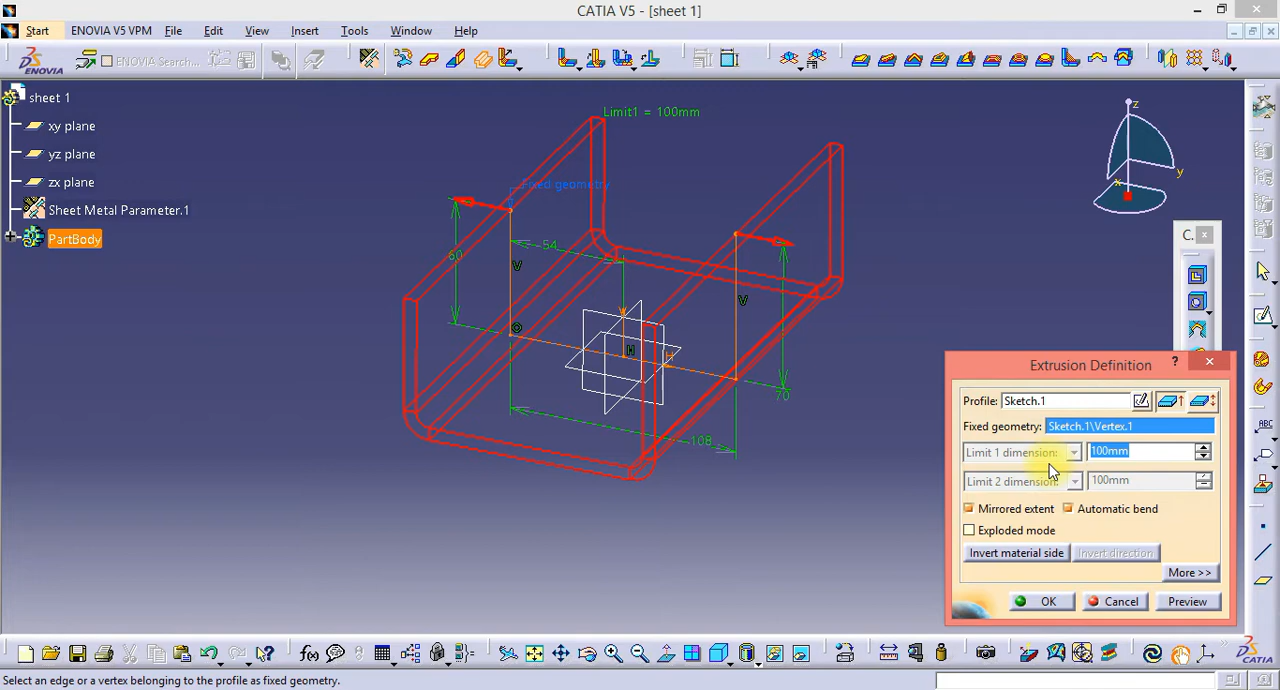 CATIA V5 - [sheet 1]
Start ENOVIA V5 VPM File Edit View Insert Tools Window Help
ENOVIA
ENOVIA Search...
sheet 1
xy plane
yz plane
zx plane
Sheet Metal Parameter.1
PartBody
Limit1 = 100mm
Fixed geometry
z
y
x
60
54
V
V
H
V
H
70
108
C.. x
Extrusion Definition ?
Profile: Sketch.1
Fixed geometry: Sketch.1\Vertex.1
Limit 1 dimension: 100mm
Limit 2 dimension: 100mm
Mirrored extent Automatic bend
Exploded mode
Invert material side Invert direction
More >>
OK Cancel Preview
ABC
f(x)
CATIA
Select an edge or a vertex belonging to the profile as fixed geometry.